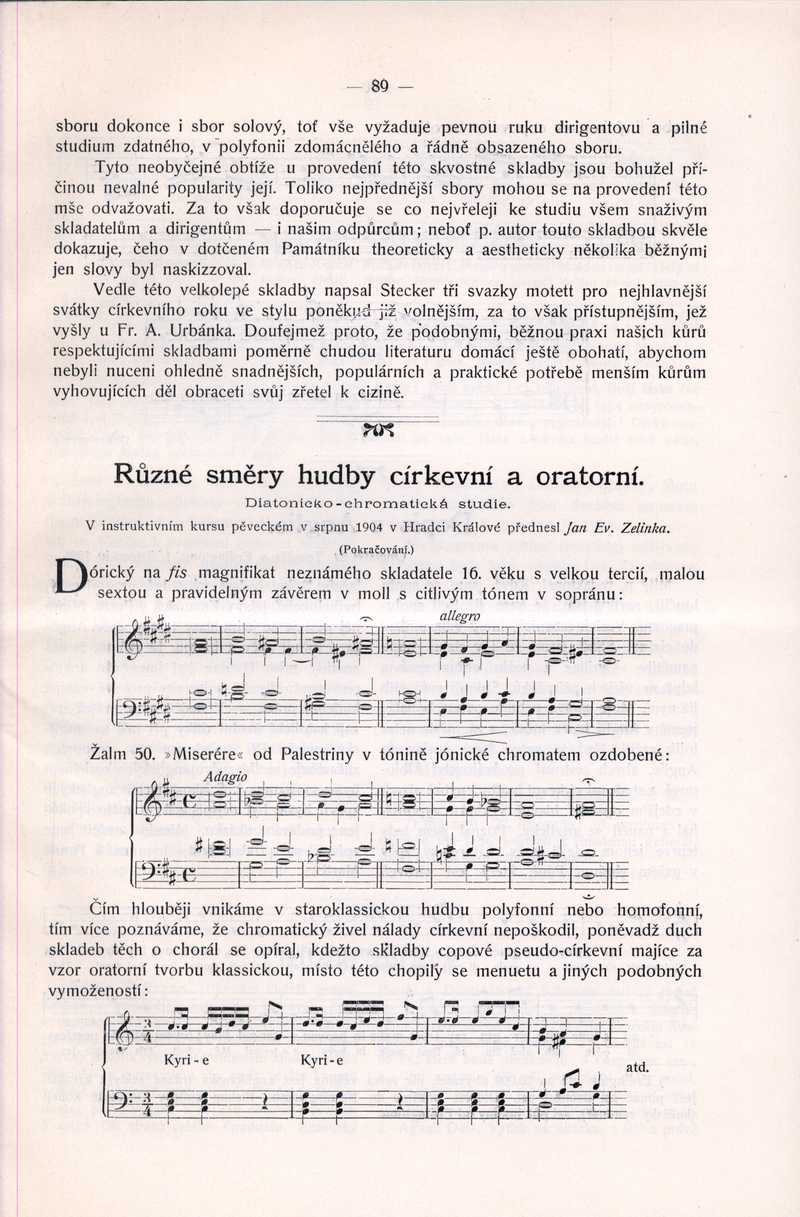 — 89 —
sboru dokonce i sbor solový, toť vše vyžaduje pevnou ruku dirigentovu a pilné
studium zdatného, v polyfonii zdomácnělého a řádně obsazeného sboru.
Tyto neobyčejné obtíže u provedení této skvostné skladby jsou bohužel pří-
činou nevalné popularity její. Toliko nejpřednější sbory mohou se na provedení této
mše odvažovati. Za to však doporučuje se co nejvřeleji ke studiu všem snaživým
skladatelům a dirigentům — i našim odpůrcům; neboť p. autor touto skladbou skvěle
dokazuje, čeho v dotčeném Památníku theoreticky a aestheticky několika běžnými
jen slovy byl naskizzoval.
Vedle této velkolepé skladby napsal Stecker tři svazky motett pro nejhlavnější
svátky církevního roku ve stylu poněkud již volnějším, za to však přístupnějším, jež
vyšly u Fr. A. Urbánka. Doufejmež proto, že podobnými, běžnou praxi našich kůrů
respektujícími skladbami poměrně chudou literaturu domácí ještě obohatí, abychom
nebyli nuceni ohledně snadnějších, populárních a praktické potřebě menším kůrům
vyhovujících děl obraceti svůj zřetel k cizině.
Různé směry hudby církevní a oratorní.
Diatonicko-chromatická studie.
V instruktivním kursu pěveckém v srpnu 1904 v Hradci Králové přednesl Jan Ev. Zelinka.
(Pokračování.)
Dórický na fis magnifikat neznámého skladatele 16. věku s velkou tercií, malou
sextou a pravidelným závěrem v moll s citlivým tónem v sopránu:
allegro
Žalm 50. »Miserére« od Palestriny v tónině jónické chromatem ozdobené:
Adagio
Čím hlouběji vnikáme v staroklassickou hudbu polyfonní nebo homofonní,
tím více poznáváme, že chromatický živel nálady církevní nepoškodil, poněvadž duch
skladeb těch o chorál se opíral, kdežto skladby copové pseudo-církevní majíce za
vzor oratorní tvorbu klassickou, místo této chopily se menuetu a jiných podobných
vymožeností:
3
4
Kyri - e Kyri - e
atd.
3
4